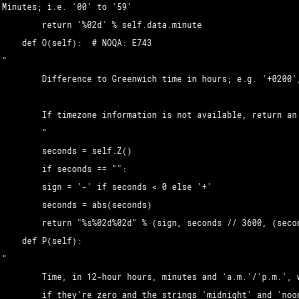 Minutes; i.e. '00' to '59'
return '%02d' % self.data.minute
def O(self):  # NOQA: E743
"
Difference to Greenwich time in hours; e.g. '+0200',
If timezone information is not available, return an
"
seconds = self.Z()
if seconds == "":
sign = '-' if seconds < 0 else '+'
seconds = abs(seconds)
return "%s%02d%02d" % (sign, seconds // 3600, (secon
def P(self):
"
Time, in 12-hour hours, minutes and 'a.m.'/'p.m.',
if they're zero and the strings 'midnight' and 'noon